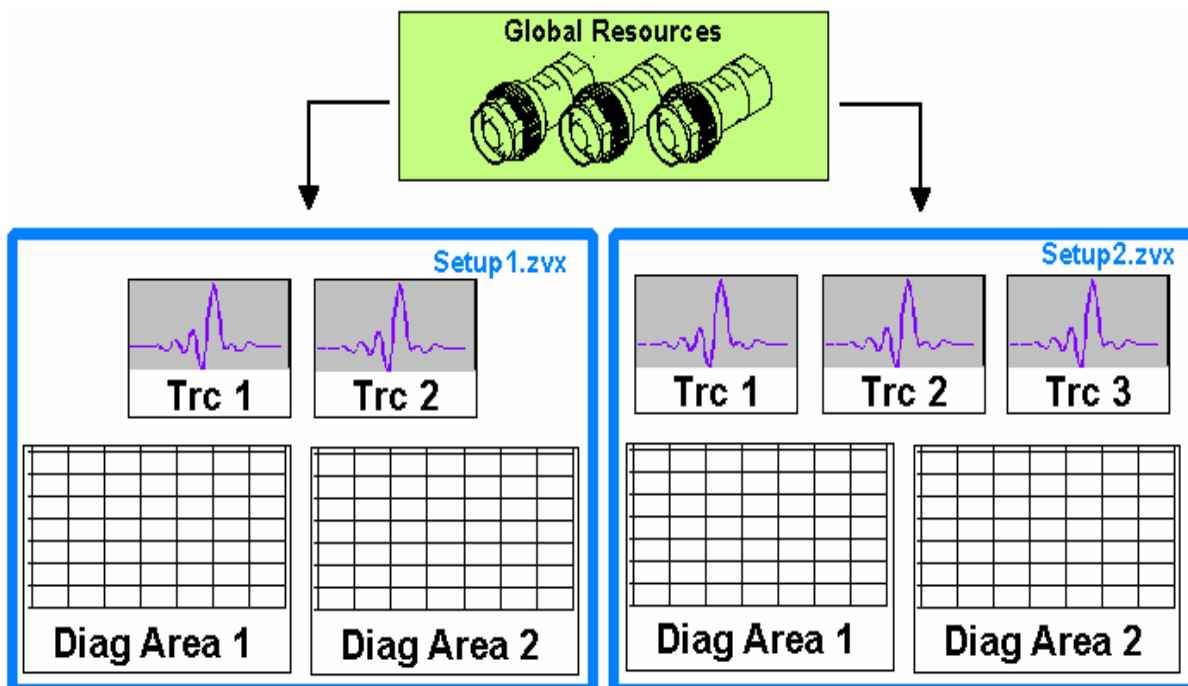 Global Resources
Setup1.zvx
Trc 1
Trc 2
Diag Area 1
Diag Area 2
Setup2.zvx
Trc 1
Trc 2
Trc 3
Diag Area 1
Diag Area 2